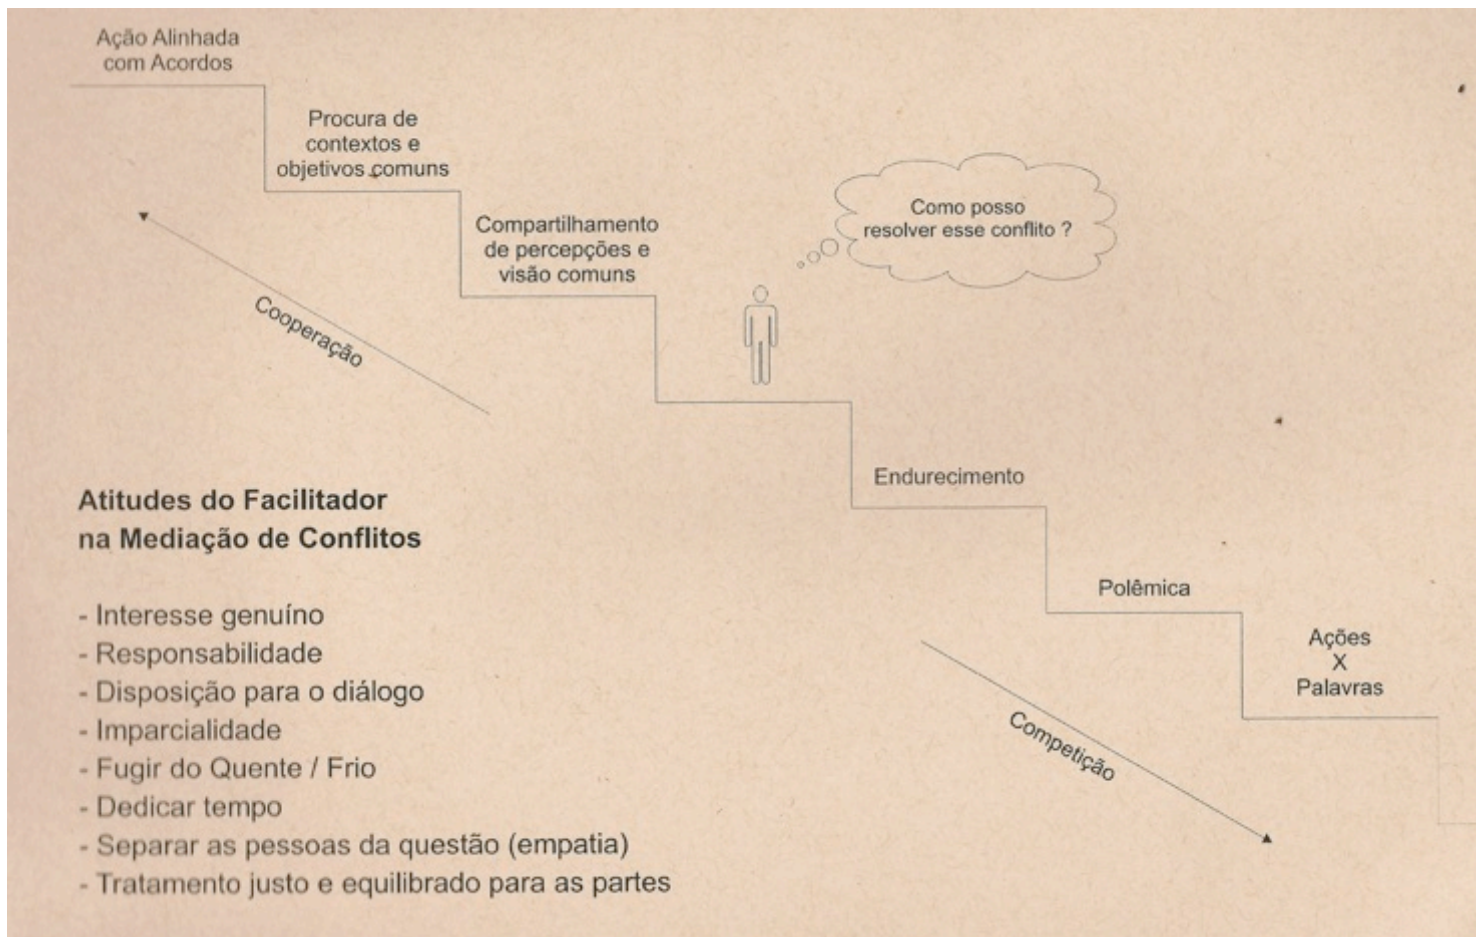 Ação Alinhada
com Acordos
Procura de
contextos e
objetivos comuns
Compartilhamento
de percepções e
visão comuns
Como posso
resolver esse conflito ?
Cooperação
Endurecimento
Polêmica
Ações
X
Palavras
Competição
Atitudes do Facilitador
na Mediação de Conflitos
- Interesse genuíno
- Responsabilidade
- Disposição para o diálogo
- Imparcialidade
- Fugir do Quente / Frio
- Dedicar tempo
- Separar as pessoas da questão (empatia)
- Tratamento justo e equilibrado para as partes